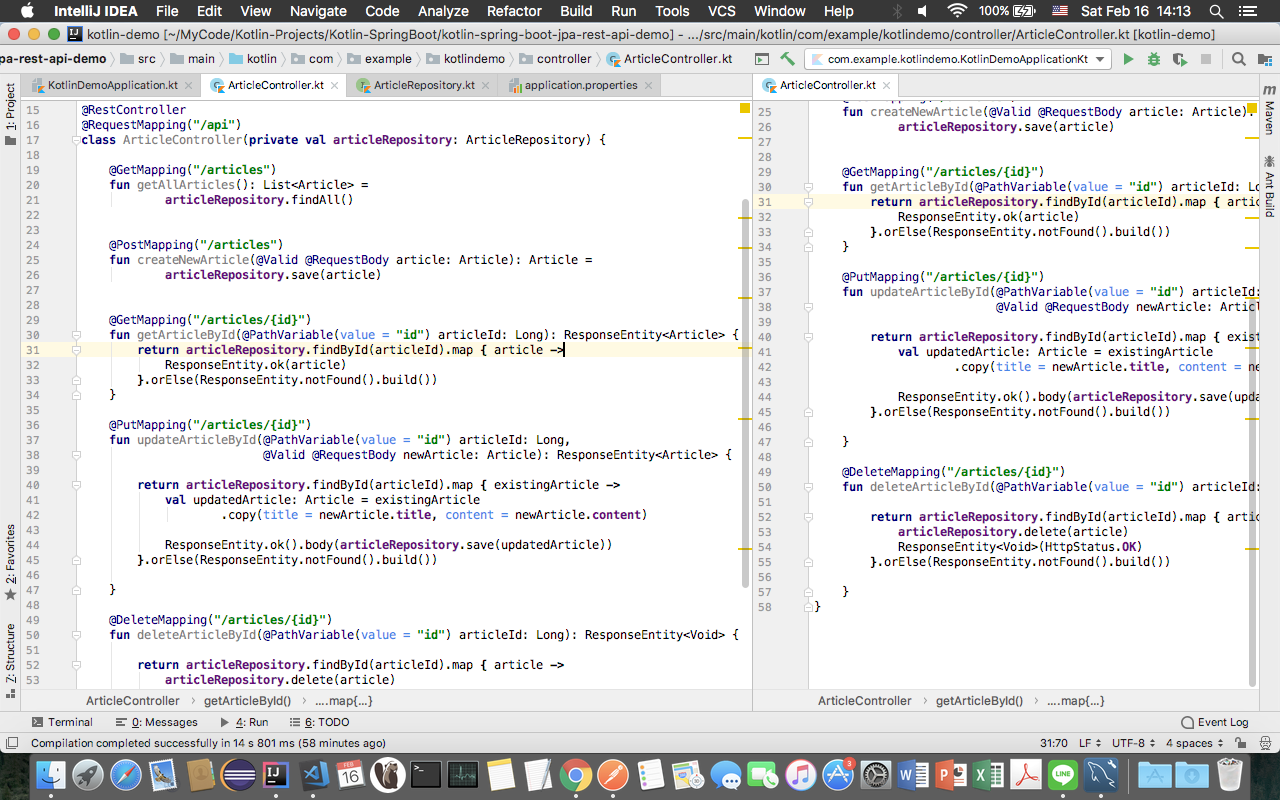 IntelliJ IDEA File Edit View Navigate Code Analyze Refactor Build Run Tools VCS Window Help 100% Sat Feb 16 14:13
kotlin-demo [~/MyCode/Kotlin-Projects/Kotlin-SpringBoot/kotlin-spring-boot-jpa-rest-api-demo] - .../src/main/kotlin/com/example/kotlindemo/controller/ArticleController.kt [kotlin-demo]
pa-rest-api-demo src main kotlin com example kotlindemo controller ArticleController.kt com.example.kotlindemo.KotlinDemoApplicationKt
KotlinDemoApplication.kt ArticleController.kt ArticleRepository.kt application.properties
1: Project
2: Favorites
Z: Structure
15 @RestController
16 @RequestMapping("/api")
17 class ArticleController(private val articleRepository: ArticleRepository) {
18
19 @GetMapping("/articles")
20 fun getAllArticles(): List<Article> =
21 articleRepository.findAll()
22
23
24 @PostMapping("/articles")
25 fun createNewArticle(@Valid @RequestBody article: Article): Article =
26 articleRepository.save(article)
27
28
29 @GetMapping("/articles/{id}")
30 fun getArticleById(@PathVariable(value = "id") articleId: Long): ResponseEntity<Article> {
31 return articleRepository.findById(articleId).map { article ->
32 ResponseEntity.ok(article)
33 }.orElse(ResponseEntity.notFound().build())
34 }
35
36 @PutMapping("/articles/{id}")
37 fun updateArticleById(@PathVariable(value = "id") articleId: Long,
38 @Valid @RequestBody newArticle: Article): ResponseEntity<Article> {
39
40 return articleRepository.findById(articleId).map { existingArticle ->
41 val updatedArticle: Article = existingArticle
42 .copy(title = newArticle.title, content = newArticle.content)
43
44 ResponseEntity.ok().body(articleRepository.save(updatedArticle))
45 }.orElse(ResponseEntity.notFound().build())
46
47 }
48
49 @DeleteMapping("/articles/{id}")
50 fun deleteArticleById(@PathVariable(value = "id") articleId: Long): ResponseEntity<Void> {
51
52 return articleRepository.findById(articleId).map { article ->
53 articleRepository.delete(article)
ArticleController getArticleById() ....map{...}
ArticleController.kt
25 fun createNewArticle(@Valid @RequestBody article: Article):
26 articleRepository.save(article)
27
28
29 @GetMapping("/articles/{id}")
30 fun getArticleById(@PathVariable(value = "id") articleId: Lo
31 return articleRepository.findById(articleId).map { artic
32 ResponseEntity.ok(article)
33 }.orElse(ResponseEntity.notFound().build())
34 }
35
36 @PutMapping("/articles/{id}")
37 fun updateArticleById(@PathVariable(value = "id") articleId:
38 @Valid @RequestBody newArticle: Articl
39
40 return articleRepository.findById(articleId).map { exist
41 val updatedArticle: Article = existingArticle
42 .copy(title = newArticle.title, content = ne
43
44 ResponseEntity.ok().body(articleRepository.save(upda
45 }.orElse(ResponseEntity.notFound().build())
46
47 }
48
49 @DeleteMapping("/articles/{id}")
50 fun deleteArticleById(@PathVariable(value = "id") articleId:
51
52 return articleRepository.findById(articleId).map { artic
53 articleRepository.delete(article)
54 ResponseEntity<Void>(HttpStatus.OK)
55 }.orElse(ResponseEntity.notFound().build())
56
57 }
58 }
ArticleController getArticleById() ....map{...}
Maven
Ant Build
Terminal 0: Messages 4: Run 6: TODO Event Log
Compilation completed successfully in 14 s 801 ms (58 minutes ago) 31:70 LF UTF-8 4 spaces
FEB
16
3
LINE